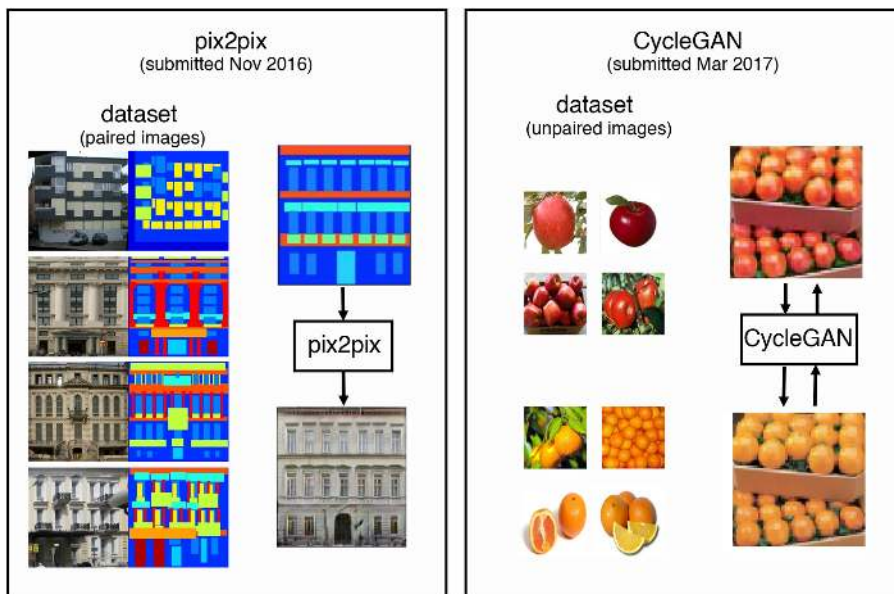 pix2pix
(submitted Nov 2016)
dataset
(paired images)
pix2pix
CycleGAN
(submitted Mar 2017)
dataset
(unpaired images)
CycleGAN